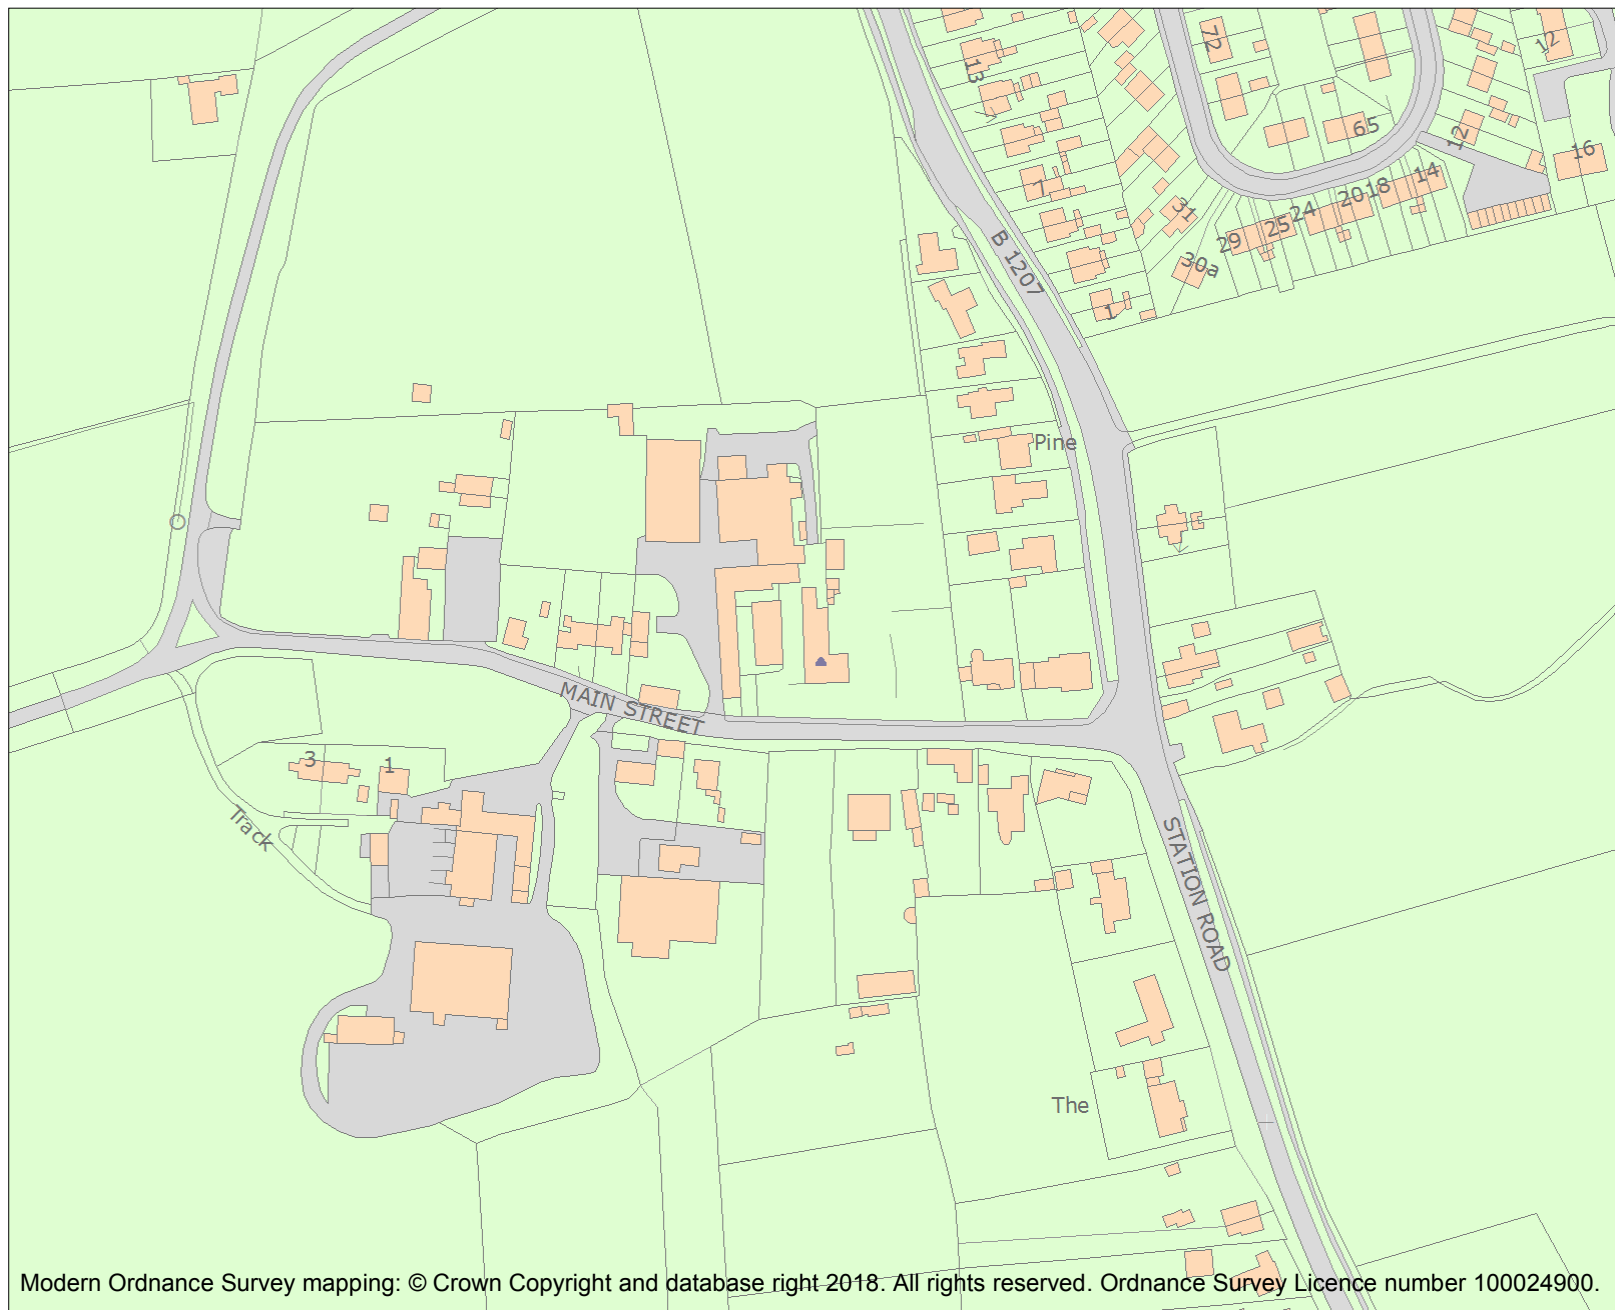 72
12
13
65
12
16
14
18
20
7
31
24
25
29
30a
B 1207
1
Pine
MAIN STREET
3
1
Track
STATION ROAD
The
Modern Ordnance Survey mapping: © Crown Copyright and database right 2018. All rights reserved. Ordnance Survey Licence number 100024900.